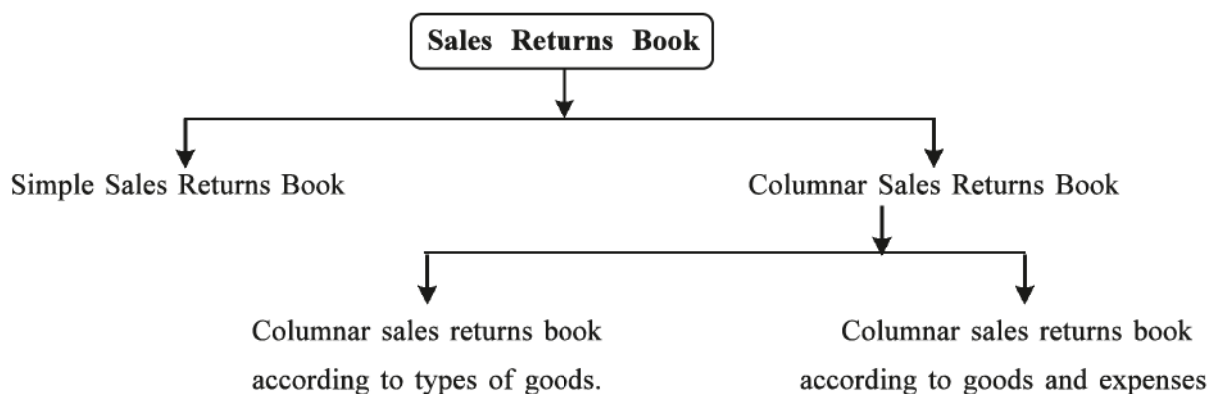 Sales Returns Book
Simple Sales Returns Book
Columnar Sales Returns Book
Columnar sales returns book
according to types of goods.
Columnar sales returns book
according to goods and expenses